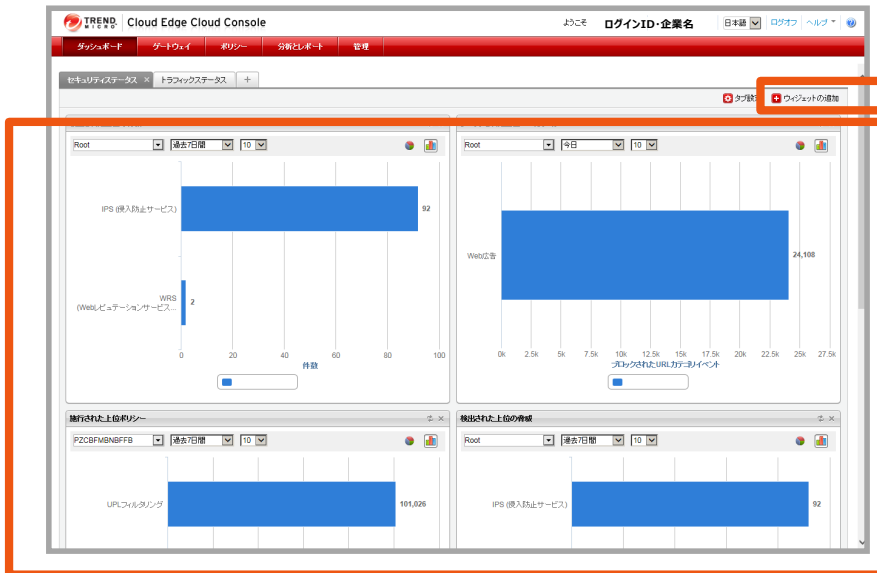 TREND MICRO Cloud Edge Cloud Console
ようこそ ログインID・企業名 日本語 ログオフ ヘルプ
ダッシュボード ゲートウェイ ポリシー 分析とレポート 管理
セキュリティステータス × トラフィックステータス +
タブ設定 ウィジェットの追加
Root 過去7日間 10
IPS (侵入防止サービス) 92
WRS
(Webレピュテーションサービス... 2
0 20 40 60 80 100
件数
Root 今日 10
Web広告 24,108
0k 2.5k 5k 7.5k 10k 12.5k 15k 17.5k 20k 22.5k 25k 27.5k
ブロックされたURLカテゴリイベント
施行された上位ポリシー
PZCBFMBNBFFB 過去7日間 10
UPLフィルタリング 101,026
検出された上位の脅威
Root 過去7日間 10
IPS (侵入防止サービス) 92